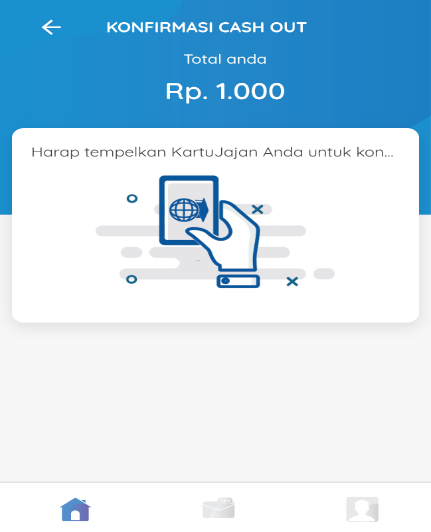 KONFIRMASI CASH OUT
Total anda
Rp. 1.000
Harap tempelkan KartuJajan Anda untuk kon...